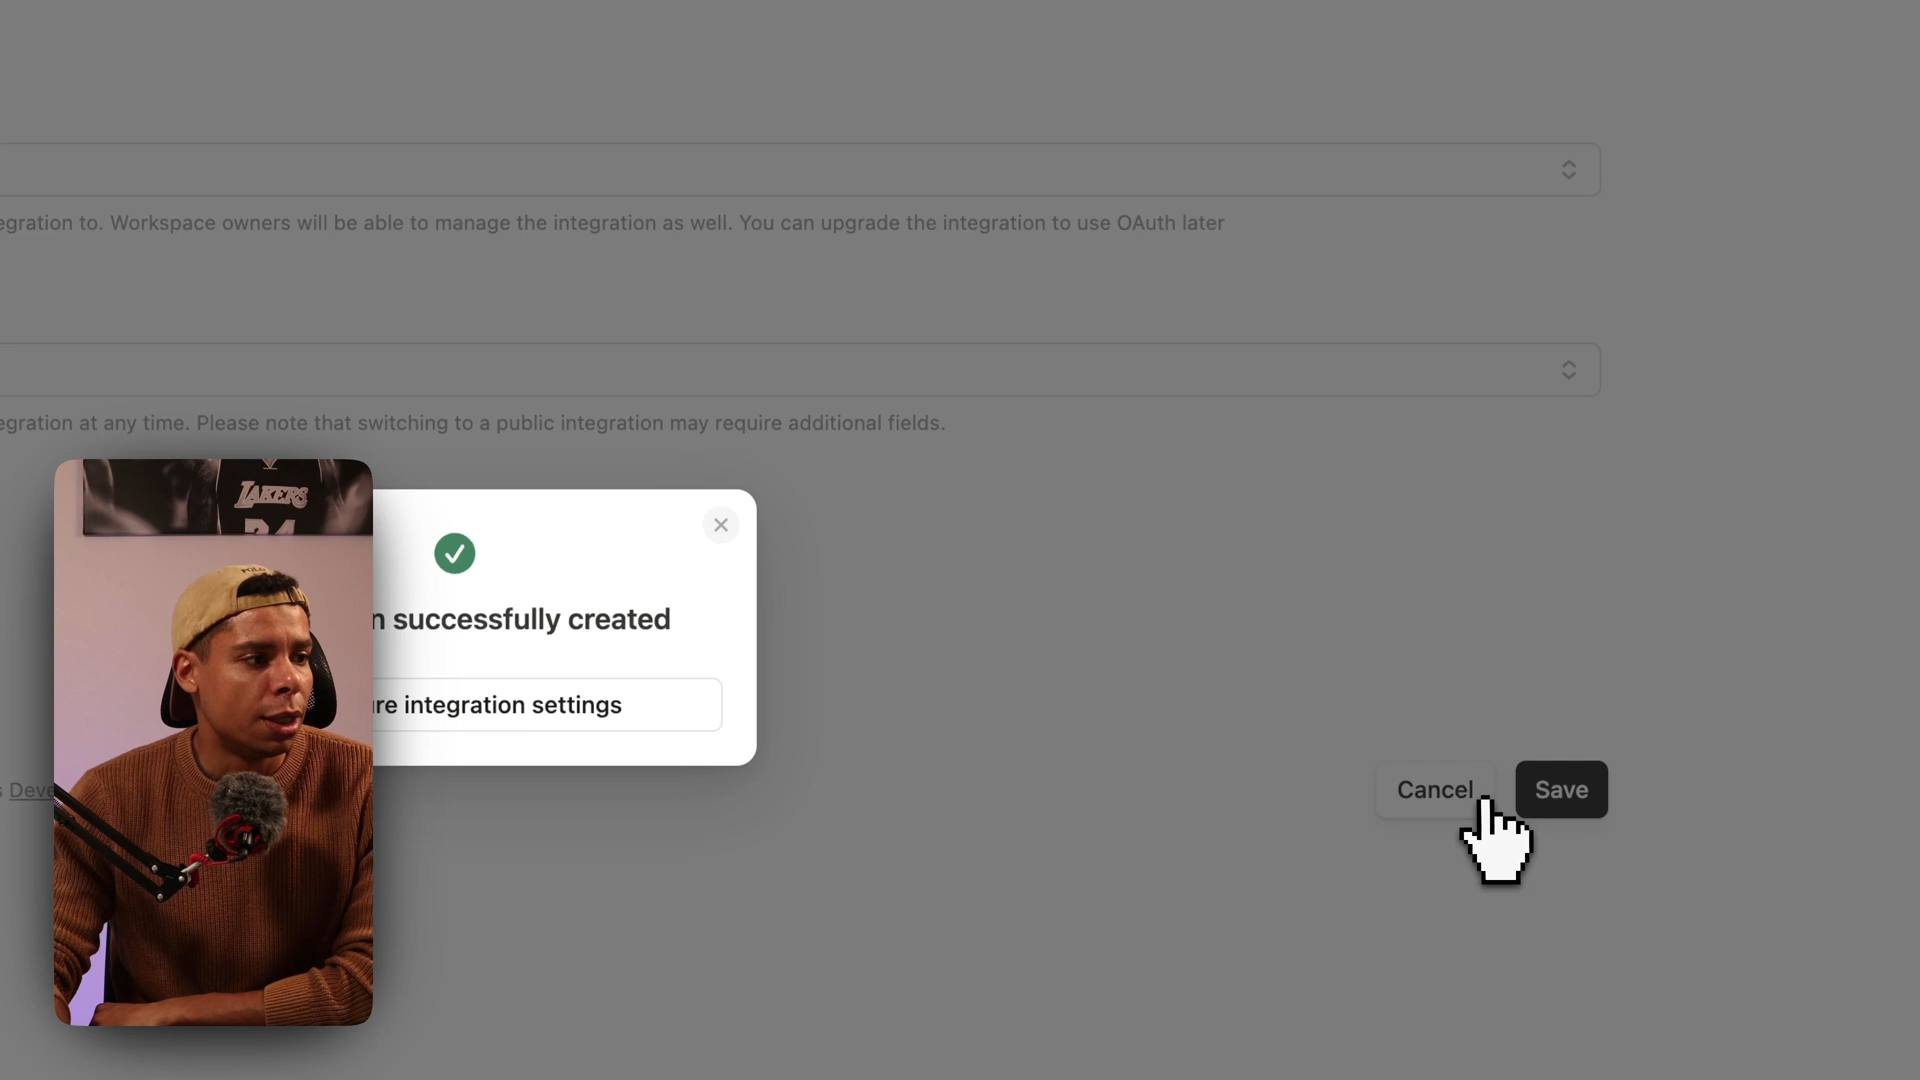 egration to. Workspace owners will be able to manage the integration as well. You can upgrade the integration to use OAuth later
egration at any time. Please note that switching to a public integration may require additional fields.
LAKERS
24
POLO
n successfully created
re integration settings
s Deve
Cancel
Save